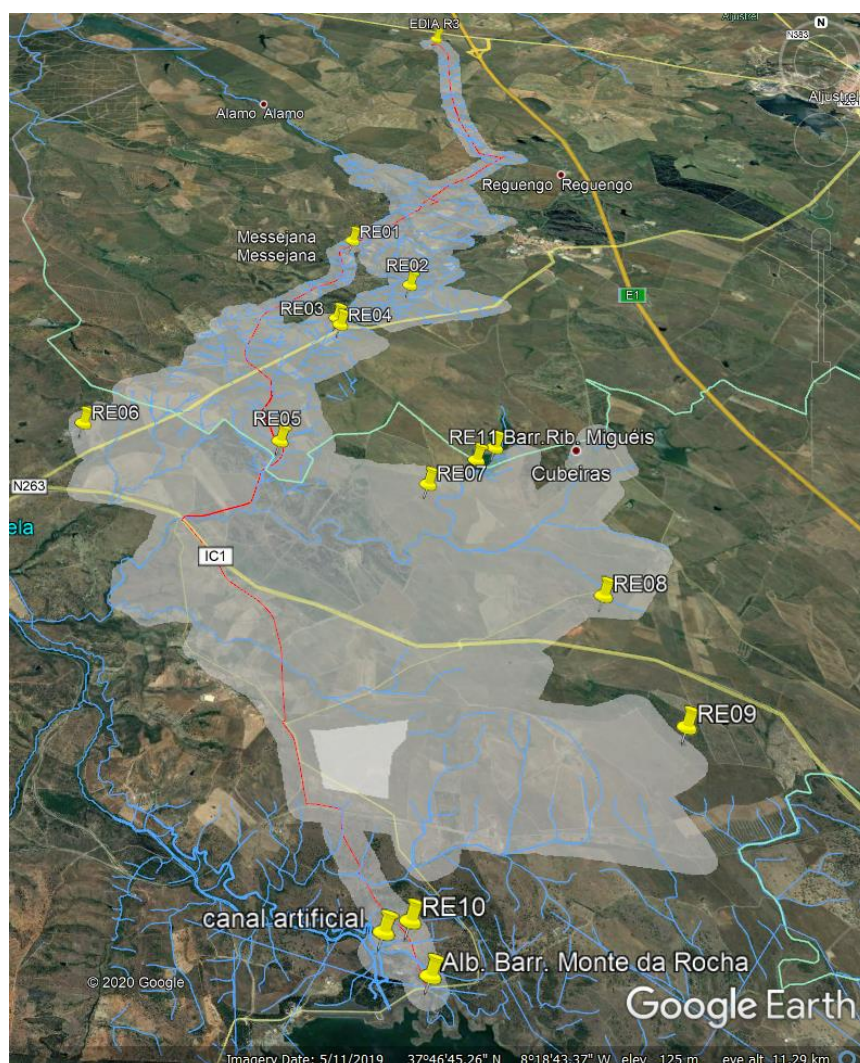 EDIA R3
Aljustrel
N
N383
Aljustrel
Alamo Alamo
Reguengo Reguengo
Messejana
Messejana
RE01
RE02
E1
RE03
RE04
RE06
RE05
RE11 Barr.Rib. Miguéis
RE07
Cubeiras
N263
ela
IC1
RE08
RE09
RE10
canal artificial
Alb. Barr. Monte da Rocha
© 2020 Google
Google Earth
Imagery Date: 5/11/2019 37°46'45.26" N 8°18'43.37" W elev 125 m eye alt 11.29 km